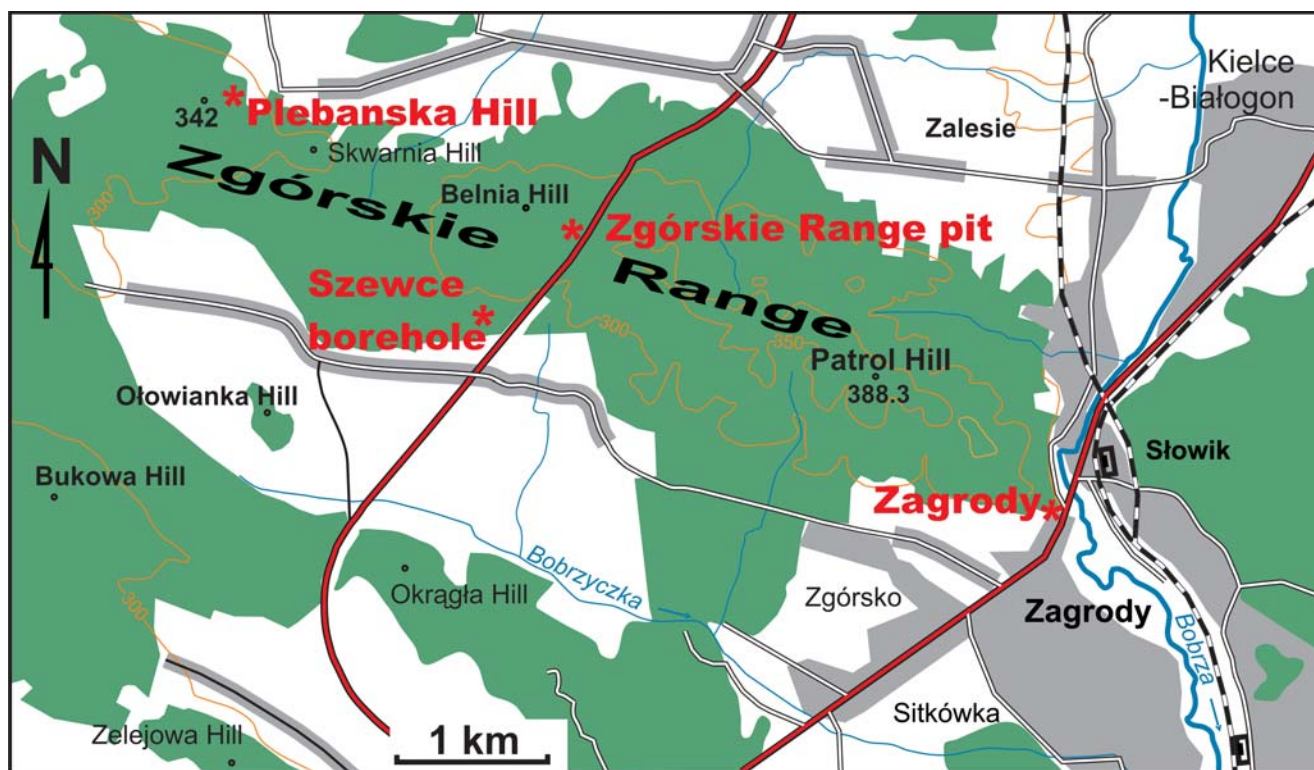 Kielce
-Białogon
342
Plebanska Hill
Skwarnia Hill
Zalesie
N
Zgórskie
Range
Belnia Hill
300
Zgórskie Range pit
Szewce
borehole
300
350
Patrol Hill
388.3
Ołowianka Hill
Bukowa Hill
Słowik
Zagrody
Bobrzyczka
Okrągła Hill
Zgórsko
Zagrody
Bobrza
300
Sitkówka
Zelejowa Hill
1 km